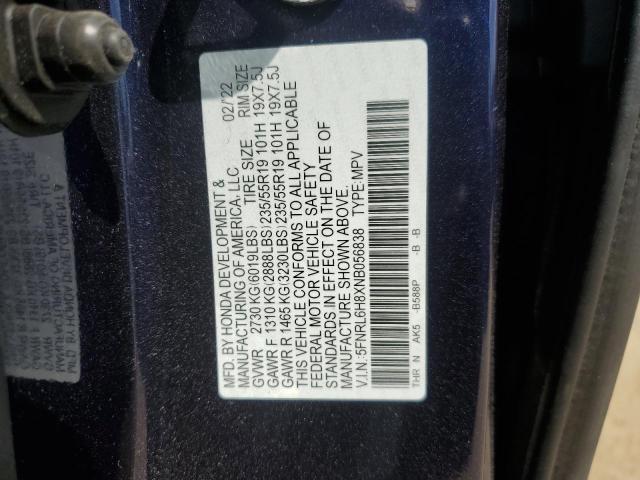 MFD. BY HONDA DEVELOPMENT & 02/'22
MANUFACTURING OF AMERICA, LLC
GVWR 2730 KG(6019LBS) TIRE SIZE RIM SIZE
GAWR F 1310 KG(2888LBS) 235/55R19 101H 19X7.5J
GAWR R 1465 KG(3230LBS) 235/55R19 101H 19X7.5J
THIS VEHICLE CONFORMS TO ALL APPLICABLE
FEDERAL MOTOR VEHICLE SAFETY
STANDARDS IN EFFECT ON THE DATE OF
MANUFACTURE SHOWN ABOVE.
V.I.N.:5FNRL6H8XNB056838 TYPE:MPV
THR N AK5 -B588P -B -B